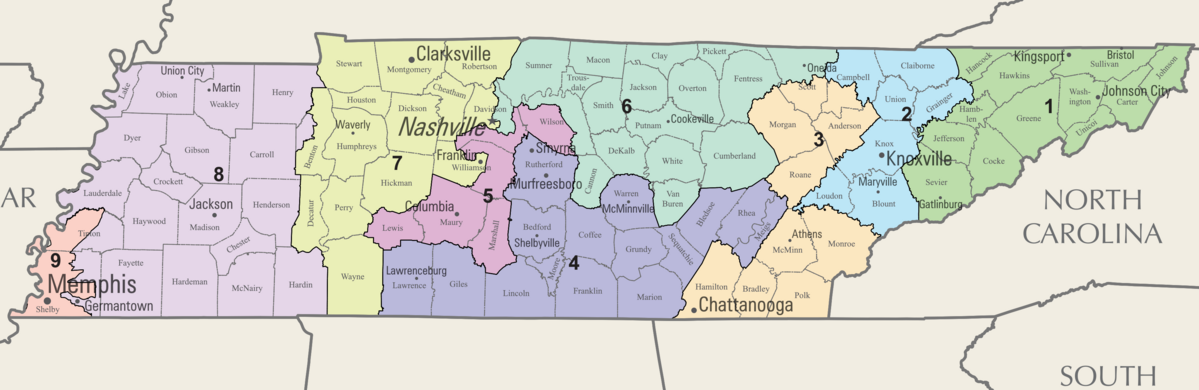 Clarksville
Stewart
Montgomery
Robertson
Sumner
Macon
Clay
Pickett
Kingsport
Bristol
Sullivan
Johnson
Hancock
Hawkins
Claiborne
Campbell
Oneida
Scott
Fentress
Union City
Obion
Lake
Martin
Weakley
Henry
Houston
Dickson
Cheatham
Davidson
Trous-
dale
Smith
Jackson
Overton
6
Putnam
Cookeville
Morgan
Anderson
3
Union
Grainger
2
Hamb-
len
Greene
1
Wash-
ington
Johnson City
Carter
Unicoi
Nashville
Wilson
Waverly
Humphreys
Benton
Dyer
Gibson
Carroll
Crockett
8
Franklin
Williamson
7
Hickman
Smyrna
Rutherford
Murfreesboro
Cannon
DeKalb
White
Cumberland
Roane
Knox
Knoxville
Jefferson
Cocke
Sevier
Gatlinburg
Maryville
Loudon
Blount
AR
Lauderdale
Haywood
Jackson
Madison
Henderson
Chester
Decatur
Perry
5
Columbia
Maury
Lewis
Marshall
Warren
McMinnville
Van
Buren
Bledsoe
Rhea
Meigs
NORTH
CAROLINA
Tipton
9
Memphis
Shelby
Germantown
Fayette
Hardeman
McNairy
Hardin
Wayne
Lawrenceburg
Lawrence
Giles
Bedford
Shelbyville
Moore
Lincoln
4
Coffee
Grundy
Franklin
Sequatchie
Marion
Athens
McMinn
Monroe
Hamilton
Bradley
Polk
Chattanooga
SOUTH